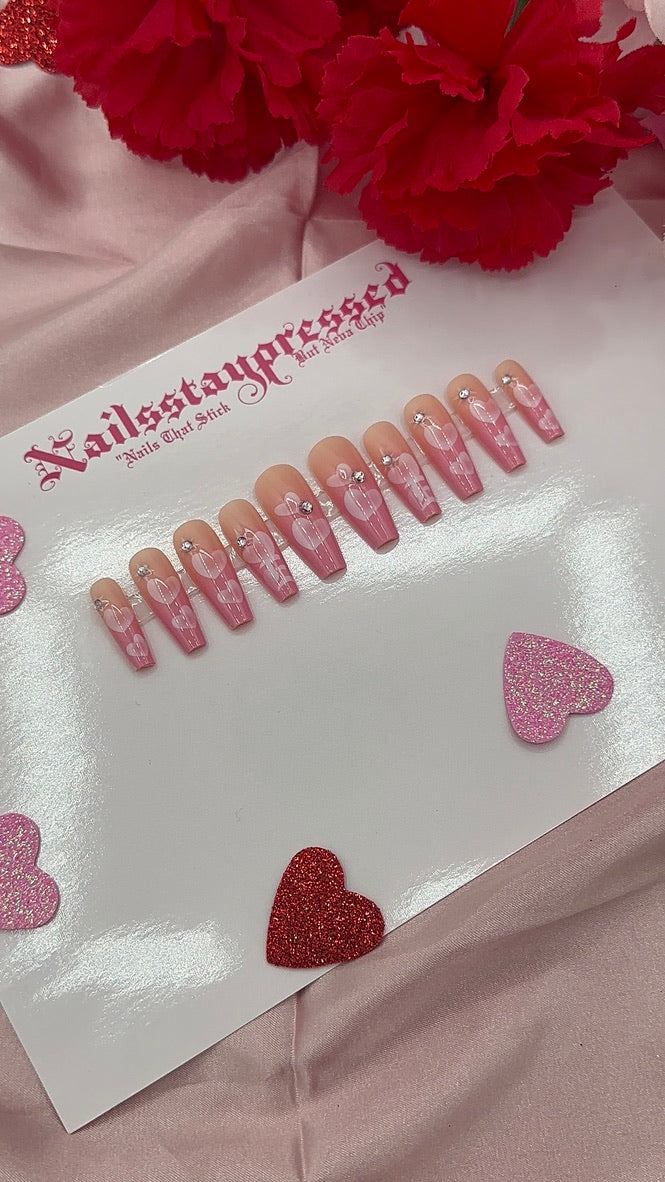 Nailsstaypressed
"Nails That Stick
But Neva Chip"